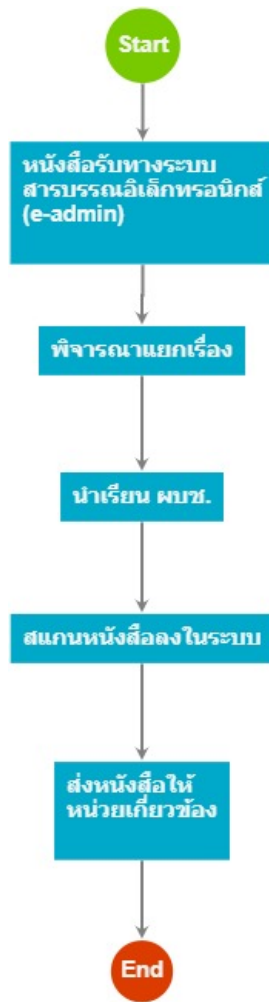 Start
หนังสือรับทางระบบ
สารบรรณอิเล็กทรอนิกส์
(e-admin)
พิจารณาแยกเรื่อง
นำเรียน ผบช.
สแกนหนังสือลงในระบบ
ส่งหนังสือให้
หน่วยเกี่ยวข้อง
End